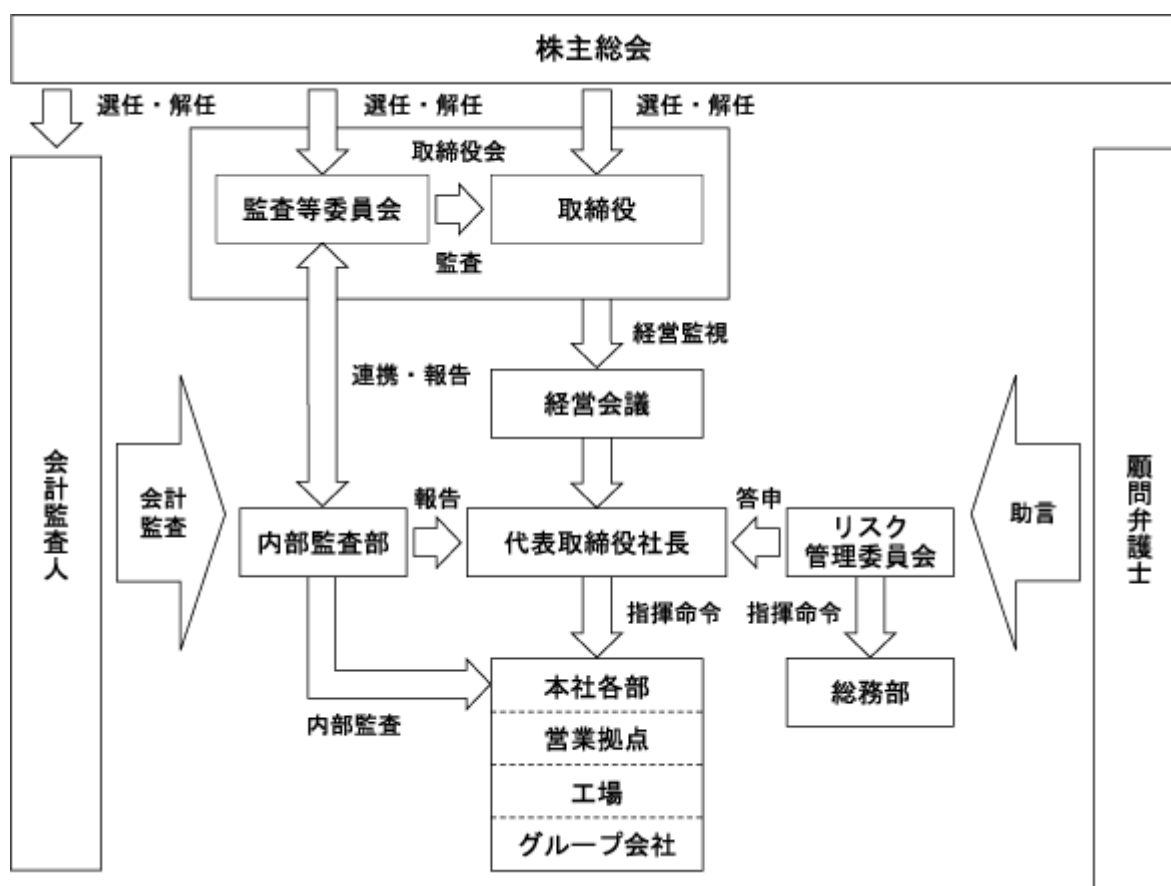 株主総会
選任・解任
選任・解任
選任・解任
取締役会
監査等委員会
取締役
監査
経営監視
連携・報告
経営会議
会計監査人
会計
監査
内部監査部
報告
代表取締役社長
答申
リスク
管理委員会
助言
顧問弁護士
指揮命令
指揮命令
本社各部
総務部
内部監査
営業拠点
工場
グループ会社